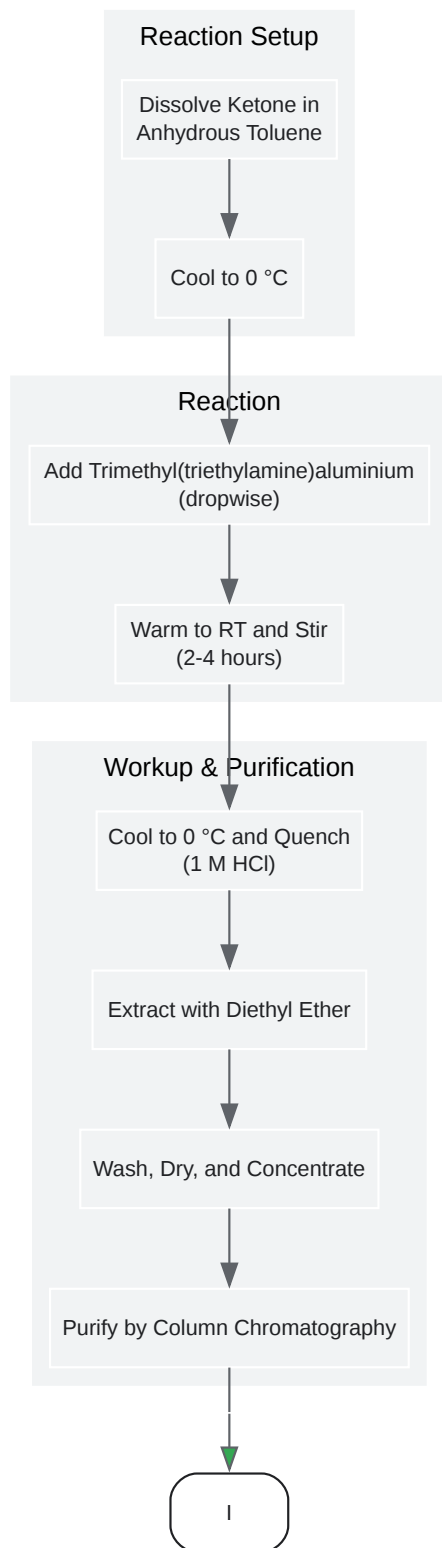 Reaction Setup
Dissolve Ketone in
Anhydrous Toluene
Cool to 0 °C
Reaction
Add Trimethyl(triethylamine)aluminium
(dropwise)
Warm to RT and Stir
(2-4 hours)
Workup & Purification
Cool to 0 °C and Quench
(1 M HCl)
Extract with Diethyl Ether
Wash, Dry, and Concentrate
Purify by Column Chromatography
I